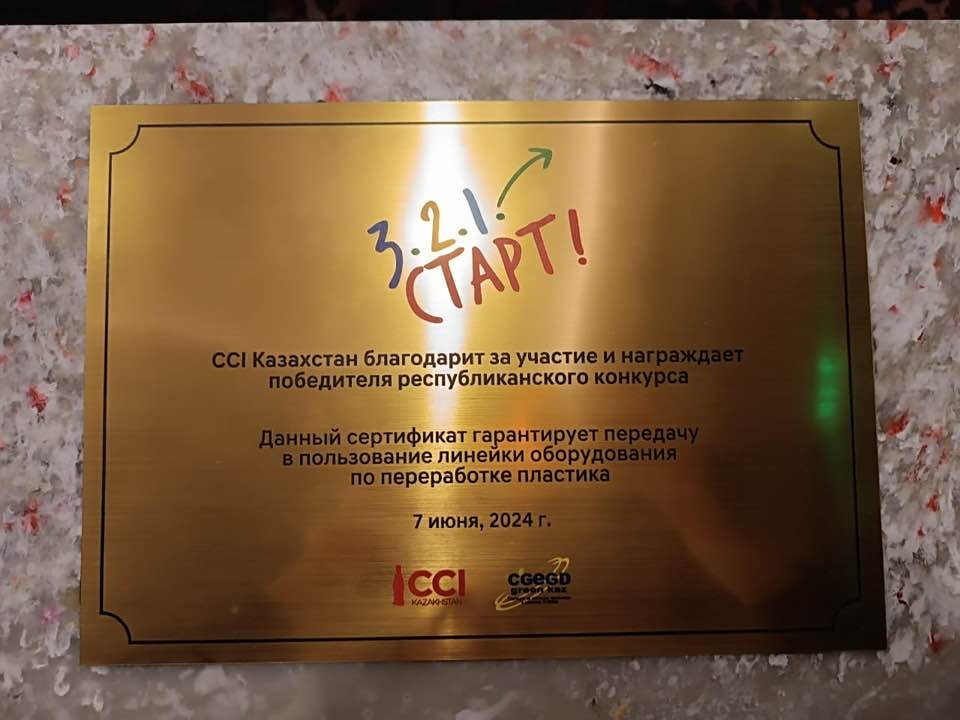 3.2.1.
СТАРТ!
CCI Казахстан благодарит за участие и награждает
победителя республиканского конкурса
Данный сертификат гарантирует передачу
в пользование линейки оборудования
по переработке пластика
7 июня, 2024 г.
CCI
KAZAKHSTAN
CGEGD
green kaz